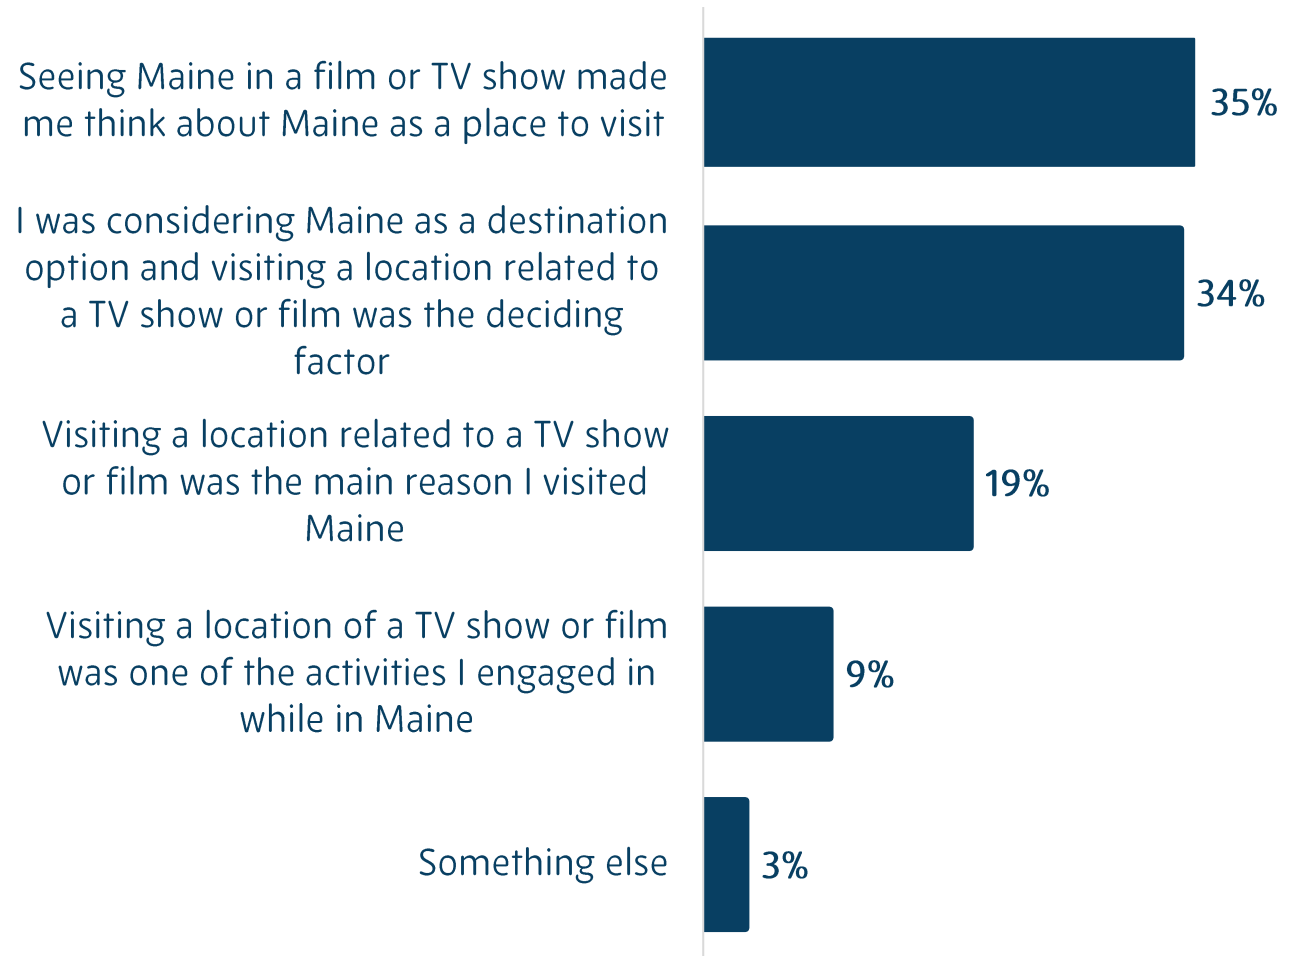 Seeing Maine in a film or TV show made
me think about Maine as a place to visit
35%
I was considering Maine as a destination
option and visiting a location related to
a TV show or film was the deciding
factor
34%
Visiting a location related to a TV show
or film was the main reason I visited
Maine
19%
Visiting a location of a TV show or film
was one of the activities I engaged in
while in Maine
9%
Something else
3%